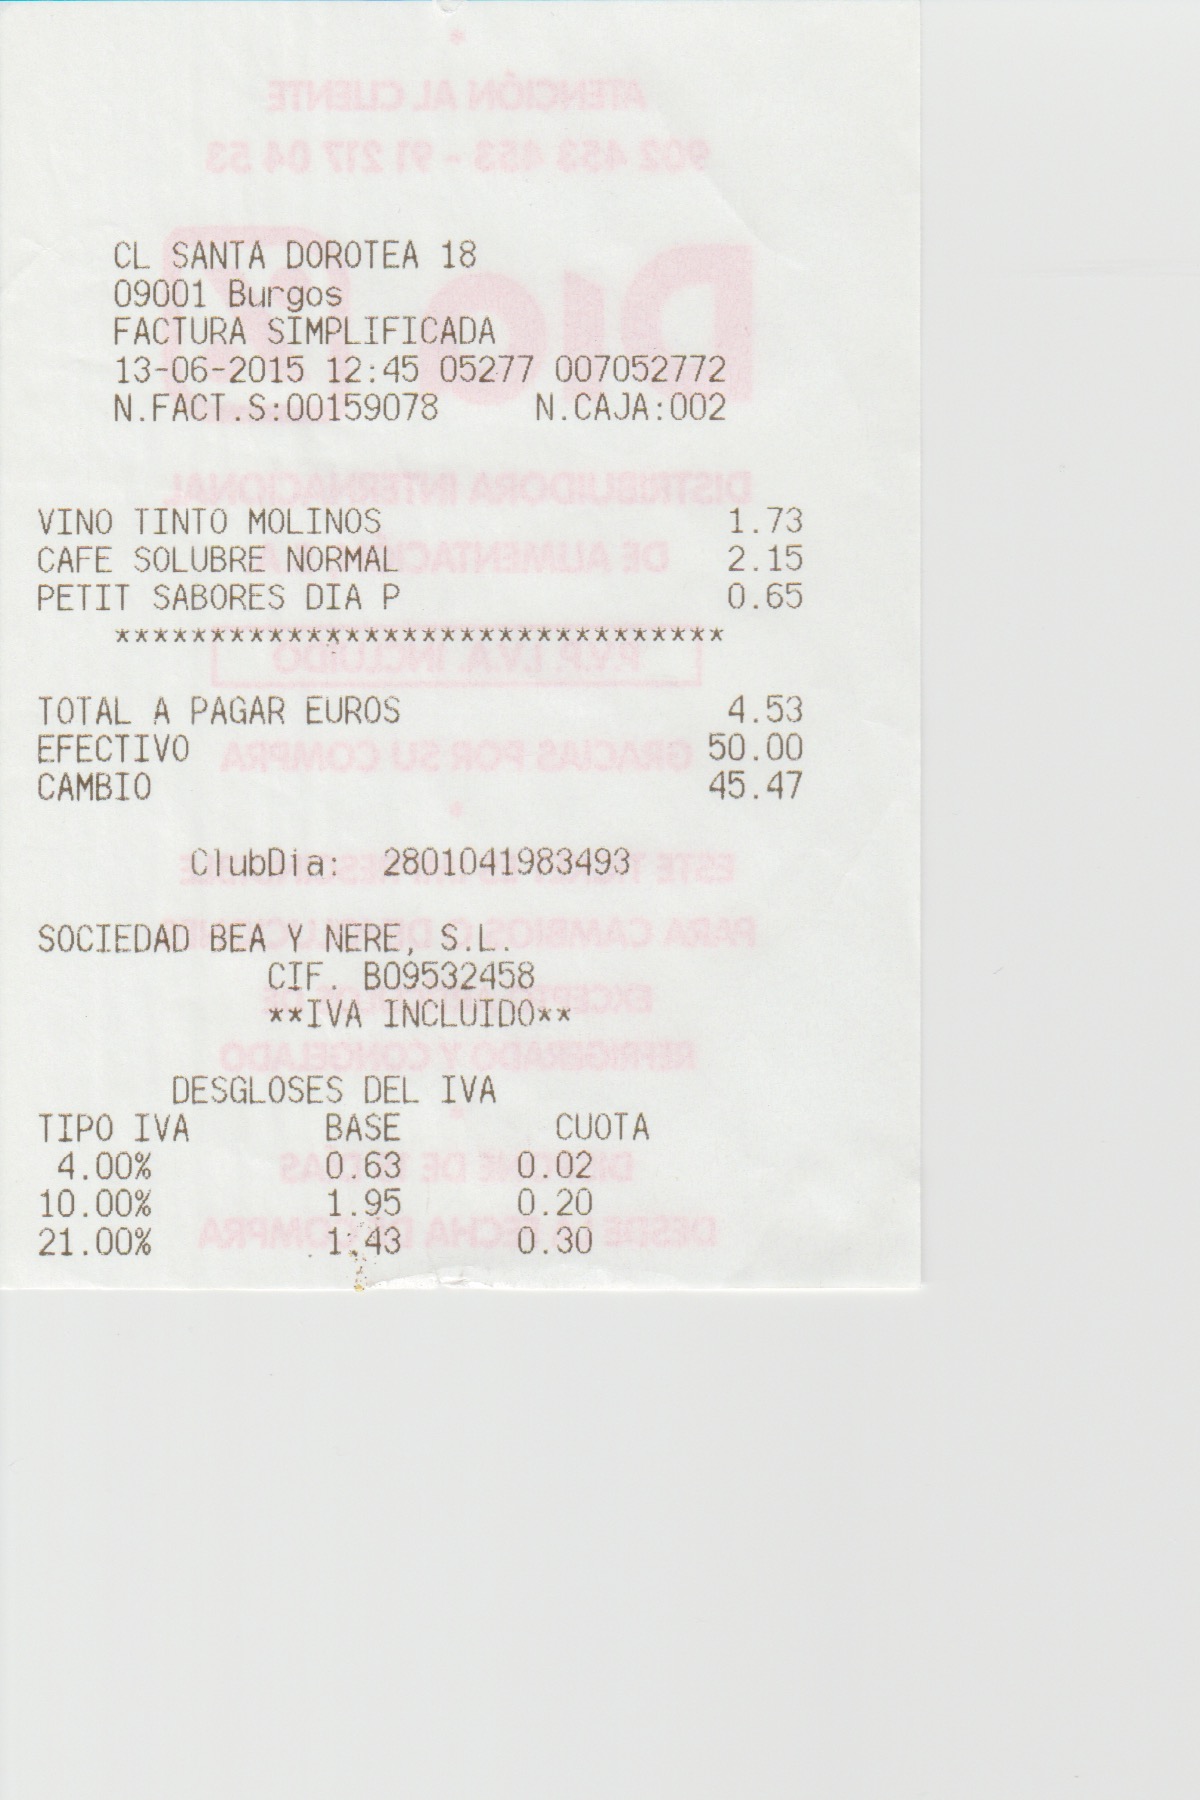 CL SANTA DOROTEA 18
09001 Burgos
FACTURA SIMPLIFICADA
13-06-2015 12:45 05277 007052772
N.FACT.S:00159078 N.CAJA:002
VINO TINTO MOLINOS 1.73
CAFE SOLUBRE NORMAL 2.15
PETIT SABORES DIA P 0.65
********************************
TOTAL A PAGAR EUROS 4.53
EFECTIVO 50.00
CAMBIO 45.47
ClubDia: 2801041983493
SOCIEDAD BEA Y NERE, S.L.
CIF. B09532458
**IVA INCLUIDO**
DESGLOSES DEL IVA
TIPO IVA BASE CUOTA
4.00% 0.63 0.02
10.00% 1.95 0.20
21.00% 1.43 0.30